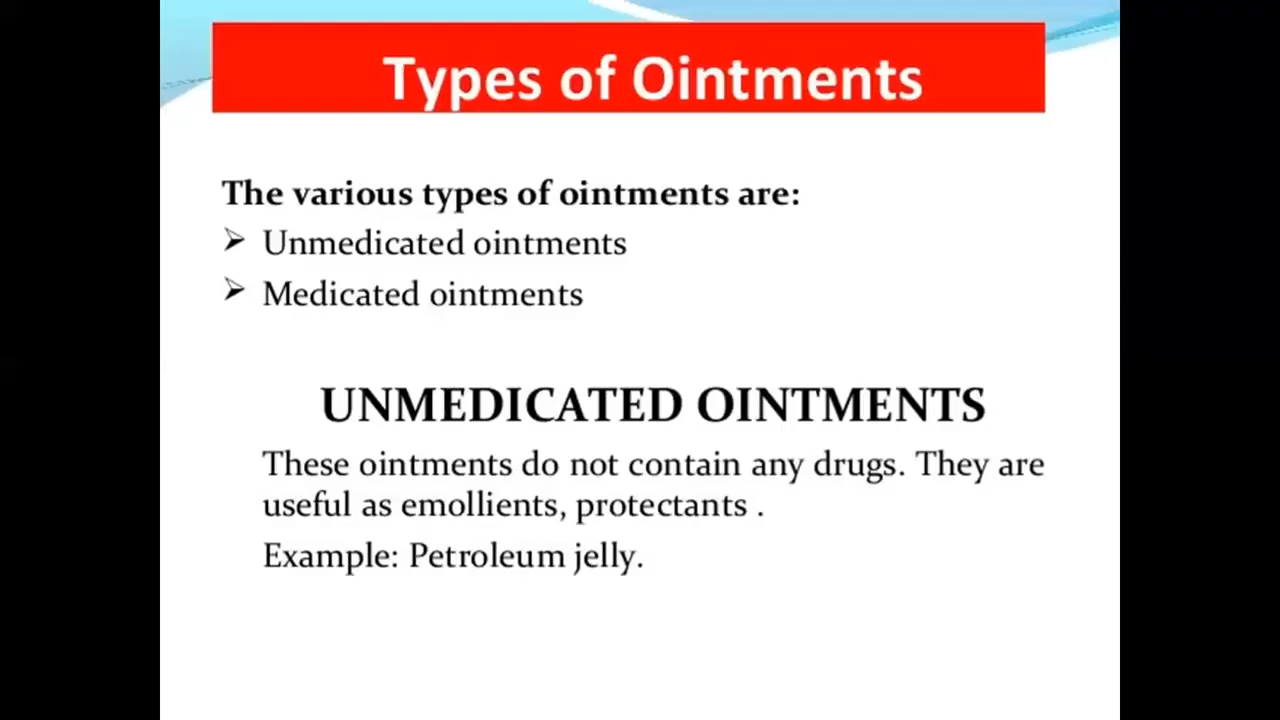 Types of Ointments
The various types of ointments are:
➢ Unmedicated ointments
➢ Medicated ointments
UNMEDICATED OINTMENTS
These ointments do not contain any drugs. They are
useful as emollients, protectants .
Example: Petroleum jelly.